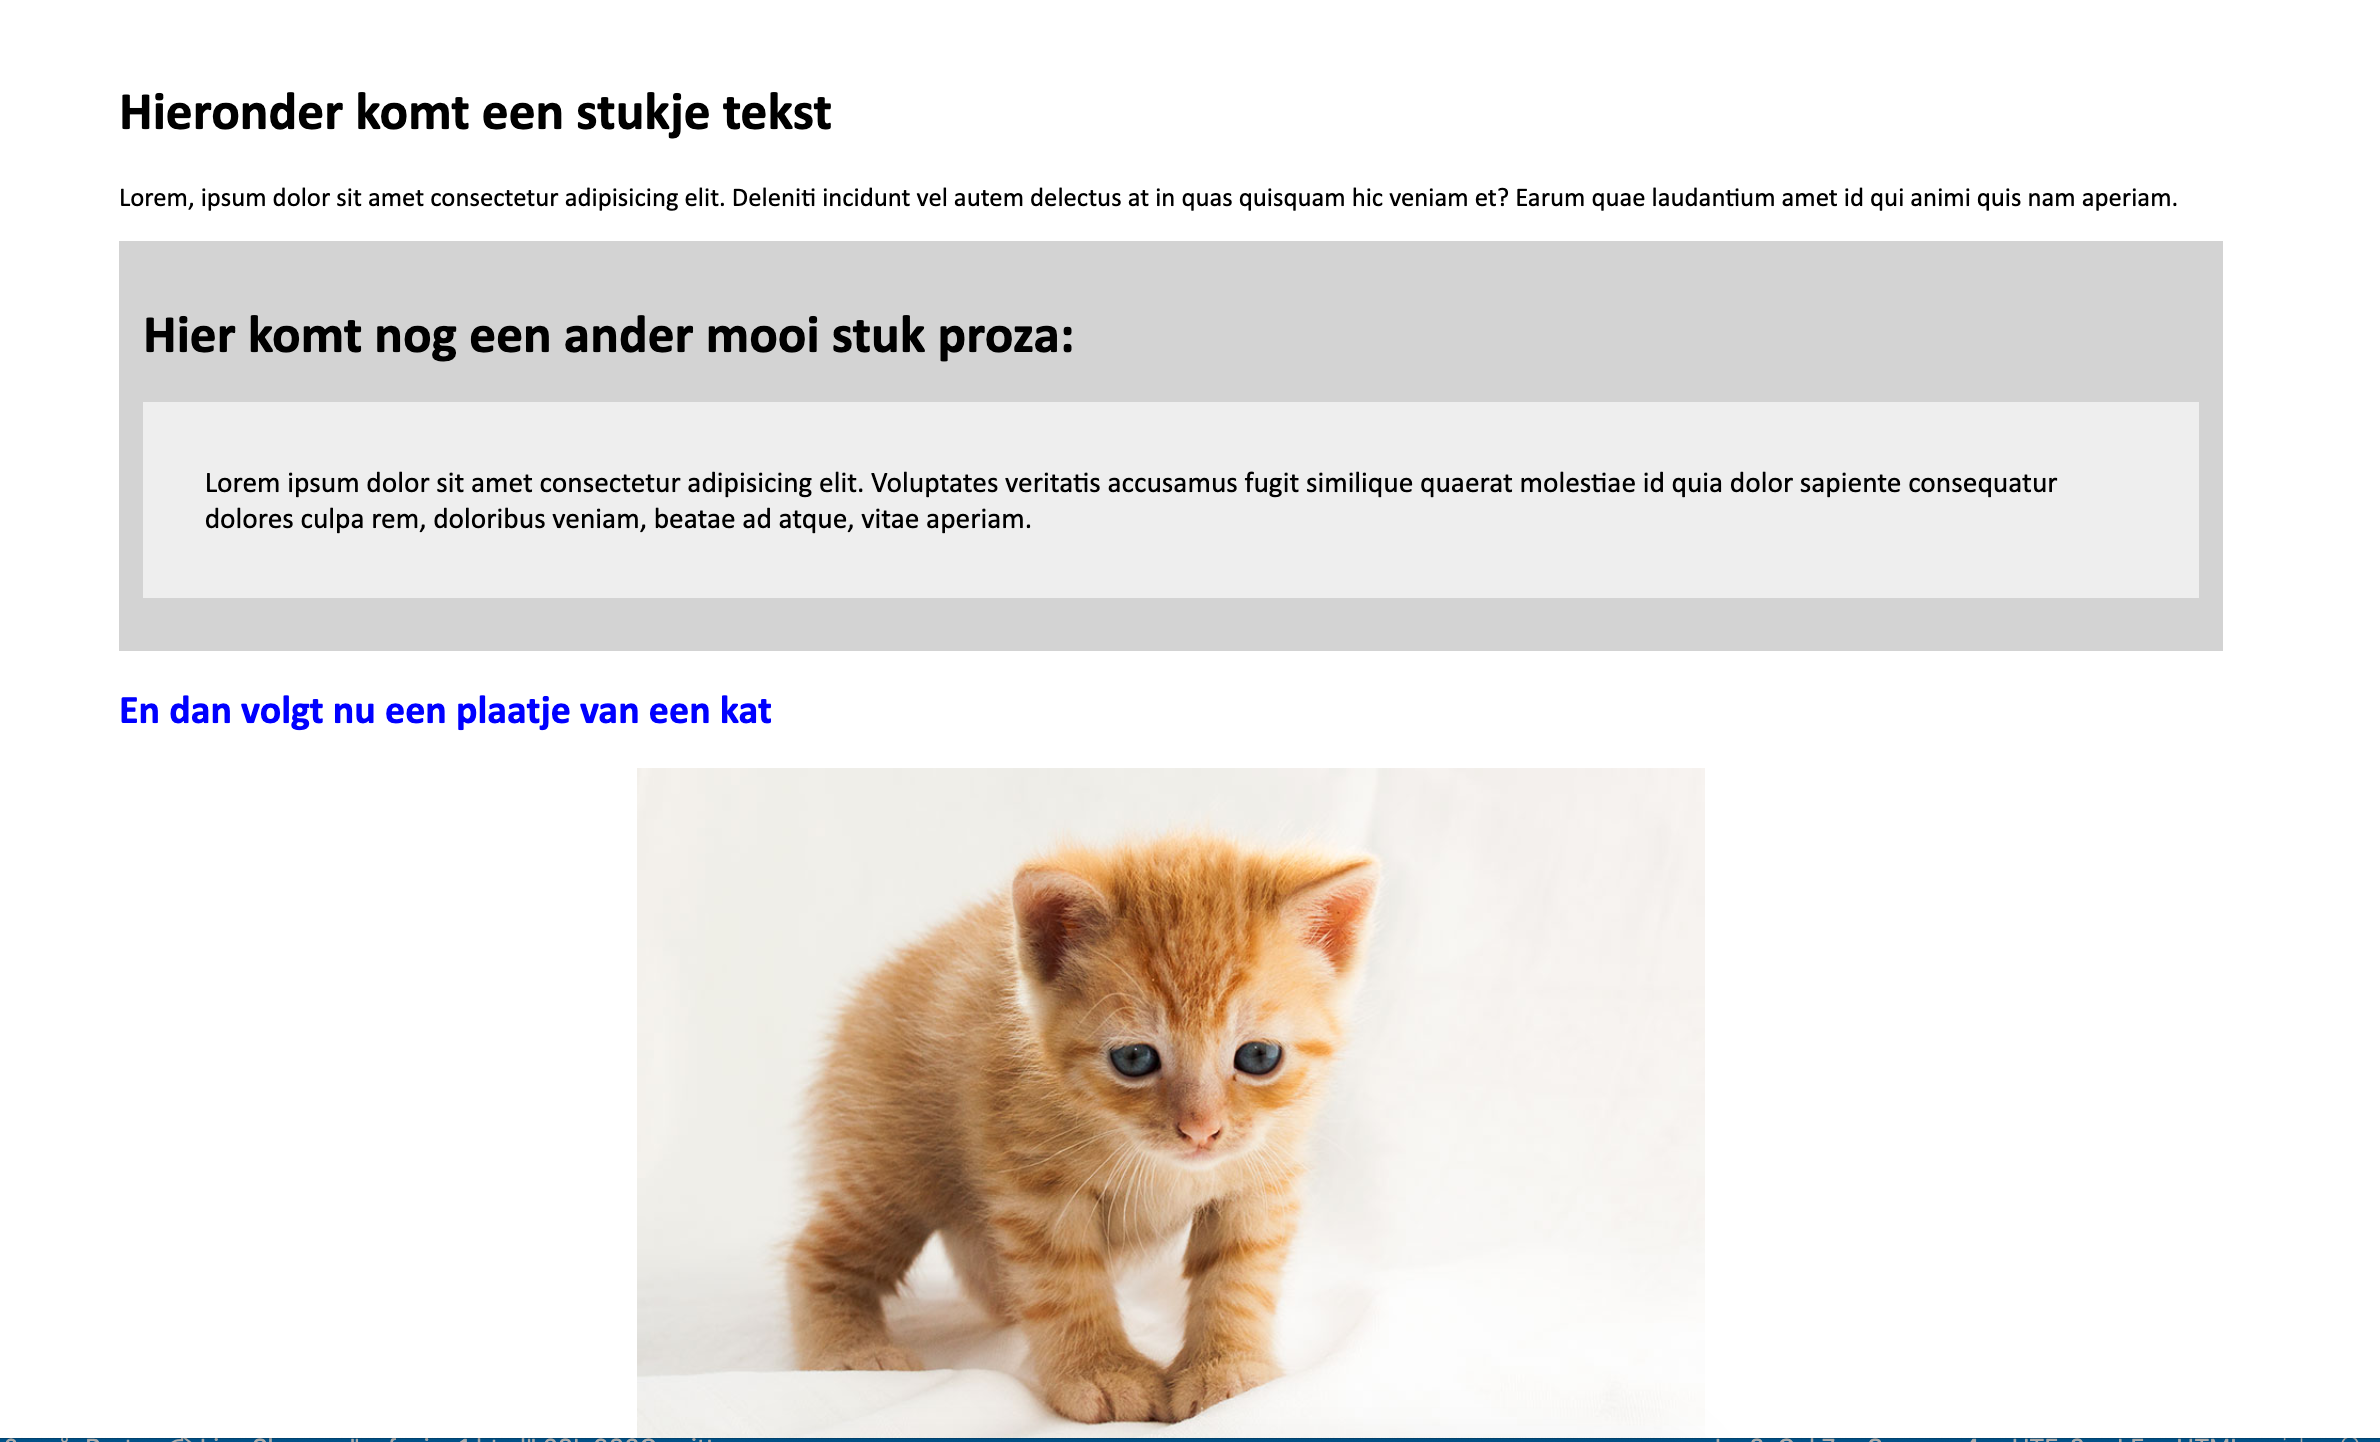 Hieronder komt een stukje tekst
Lorem, ipsum dolor sit amet consectetur adipisicing elit. Deleniti incidunt vel autem delectus at in quas quisquam hic veniam et? Earum quae laudantium amet id qui animi quis nam aperiam.
Hier komt nog een ander mooi stuk proza:
Lorem ipsum dolor sit amet consectetur adipisicing elit. Voluptates veritatis accusamus fugit similique quaerat molestiae id quia dolor sapiente consequatur
dolores culpa rem, doloribus veniam, beatae ad atque, vitae aperiam.
En dan volgt nu een plaatje van een kat